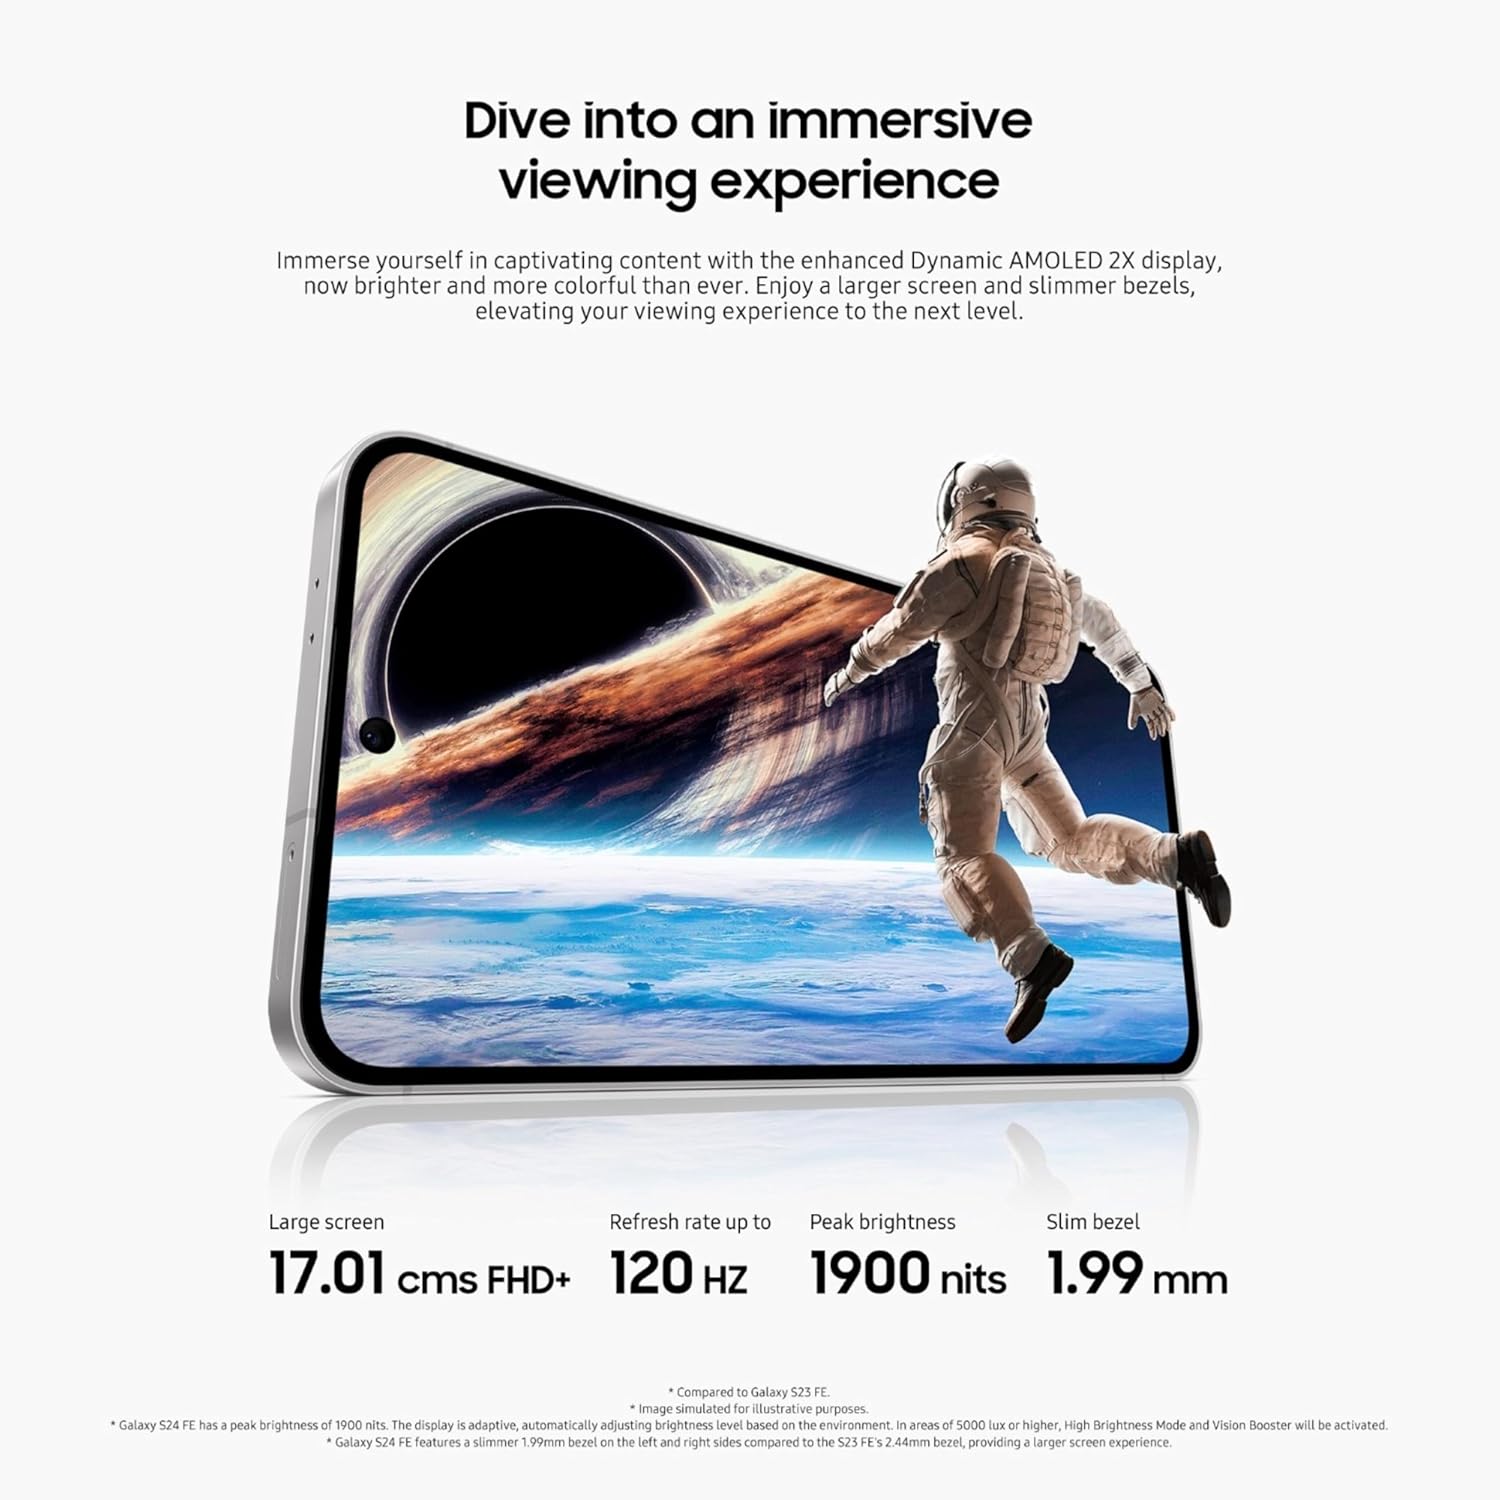 Dive into an immersive
viewing experience
Immerse yourself in captivating content with the enhanced Dynamic AMOLED 2X display,
now brighter and more colorful than ever. Enjoy a larger screen and slimmer bezels,
elevating your viewing experience to the next level.
Large screen
17.01 cms FHD+
Refresh rate up to
120 HZ
Peak brightness
1900 nits
Slim bezel
1.99 mm
* Compared to Galaxy S23 FE.
* Image simulated for illustrative purposes.
* Galaxy S24 FE has a peak brightness of 1900 nits. The display is adaptive, automatically adjusting brightness level based on the environment. In areas of 5000 lux or higher, High Brightness Mode and Vision Booster will be activated.
* Galaxy S24 FE features a slimmer 1.99mm bezel on the left and right sides compared to the S23 FE's 2.44mm bezel, providing a larger screen experience.